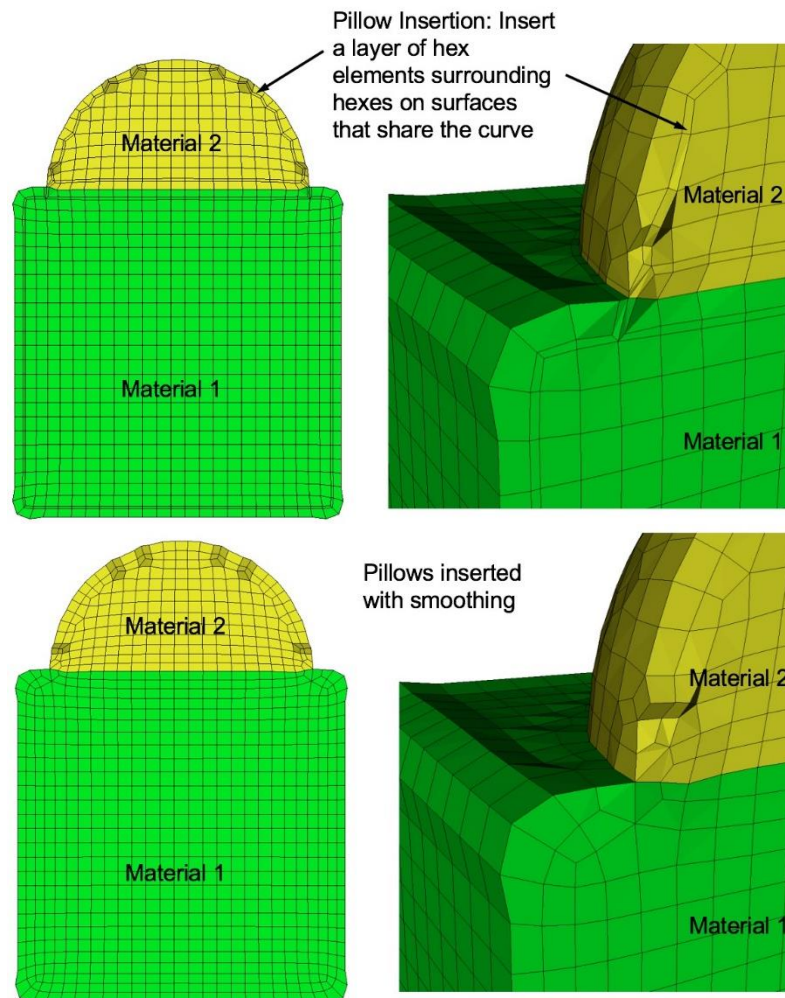 Pillow Insertion: Insert
a layer of hex
elements surrounding
hexes on surfaces
that share the curve
Material 2
Material 2
Material 1
Material 1
Pillows inserted
with smoothing
Material 2
Material 2
Material 1
Material 1